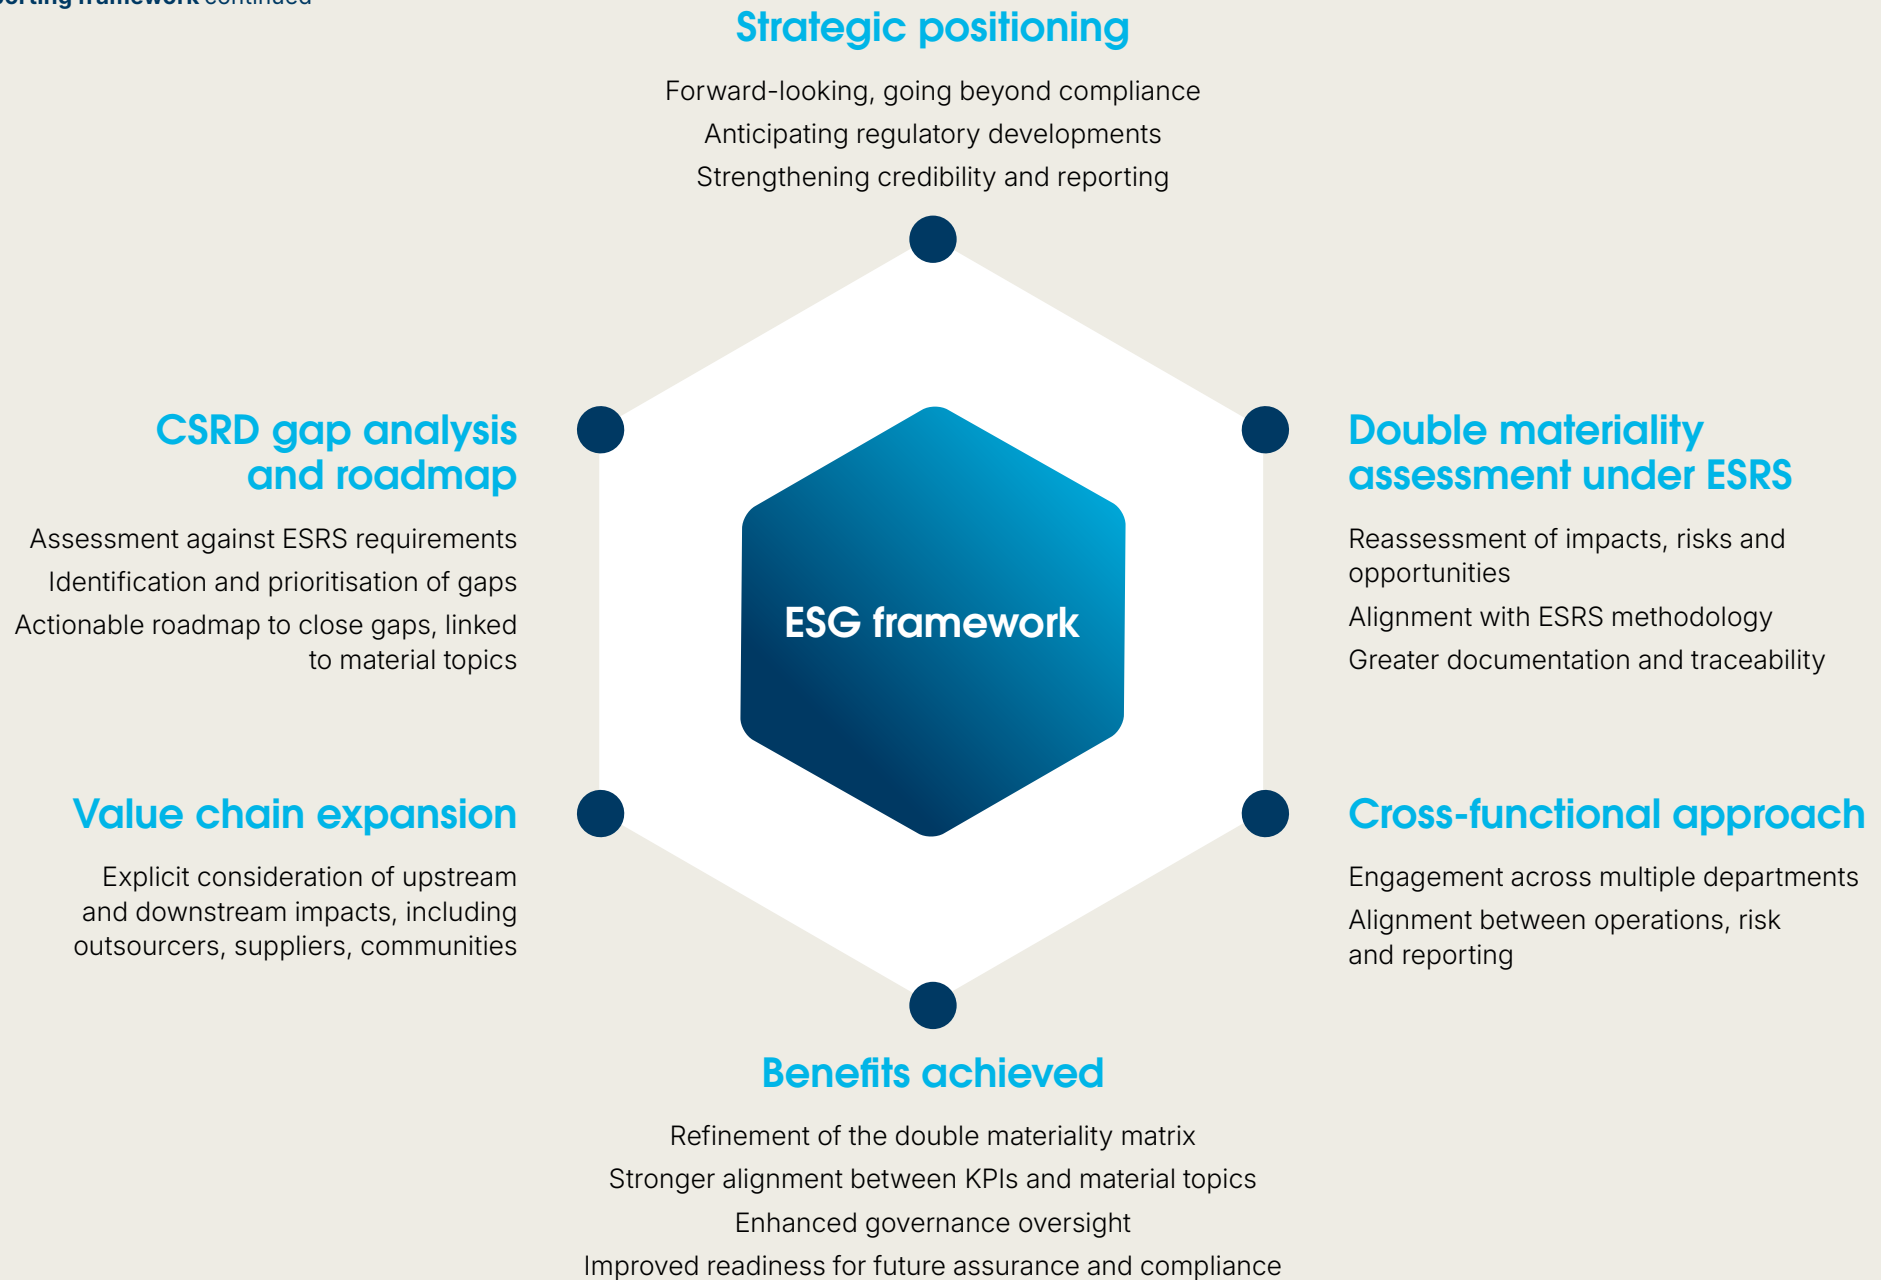 framework continued
Strategic positioning
Forward-looking, going beyond compliance
Anticipating regulatory developments
Strengthening credibility and reporting
CSRD gap analysis
and roadmap
Assessment against ESRS requirements
Identification and prioritisation of gaps
Actionable roadmap to close gaps, linked
to material topics
Double materiality
assessment under ESRS
Reassessment of impacts, risks and
opportunities
Alignment with ESRS methodology
Greater documentation and traceability
ESG framework
Value chain expansion
Explicit consideration of upstream
and downstream impacts, including
outsourcers, suppliers, communities
Cross-functional approach
Engagement across multiple departments
Alignment between operations, risk
and reporting
Benefits achieved
Refinement of the double materiality matrix
Stronger alignment between KPIs and material topics
Enhanced governance oversight
Improved readiness for future assurance and compliance